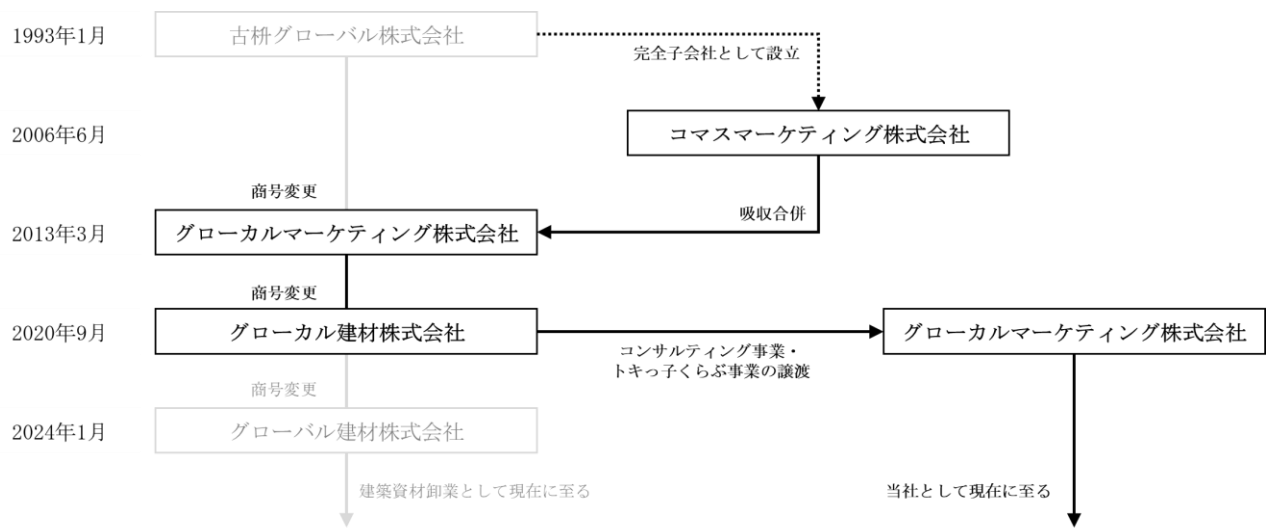 1993年1月
古枡グローバル株式会社
完全子会社として設立
2006年6月
コマスマーケティング株式会社
商号変更
吸収合併
2013年3月
グローカルマーケティング株式会社
商号変更
2020年9月
グローカル建材株式会社
グローカルマーケティング株式会社
コンサルティング事業・
トキっ子くらぶ事業の譲渡
商号変更
2024年1月
グローバル建材株式会社
建築資材卸業として現在に至る
当社として現在に至る